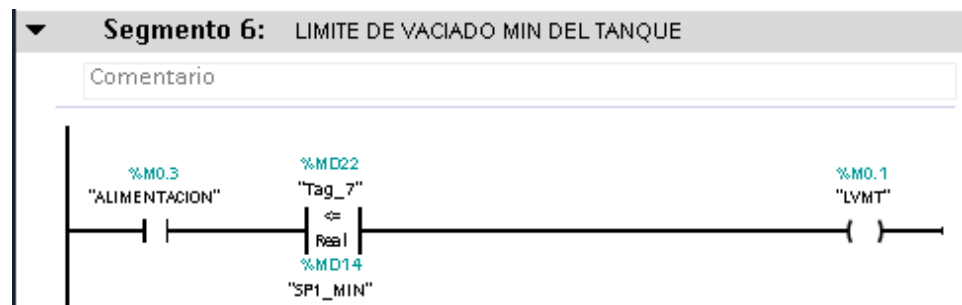 Segmento 6: LIMITE DE VACIADO MIN DEL TANQUE
Comentario
%M0.3
"ALIMENTACION"
%MD22
"Tag_7"
<=
Real
%MD14
"SP1_MIN"
%M0.1
"LVMT"